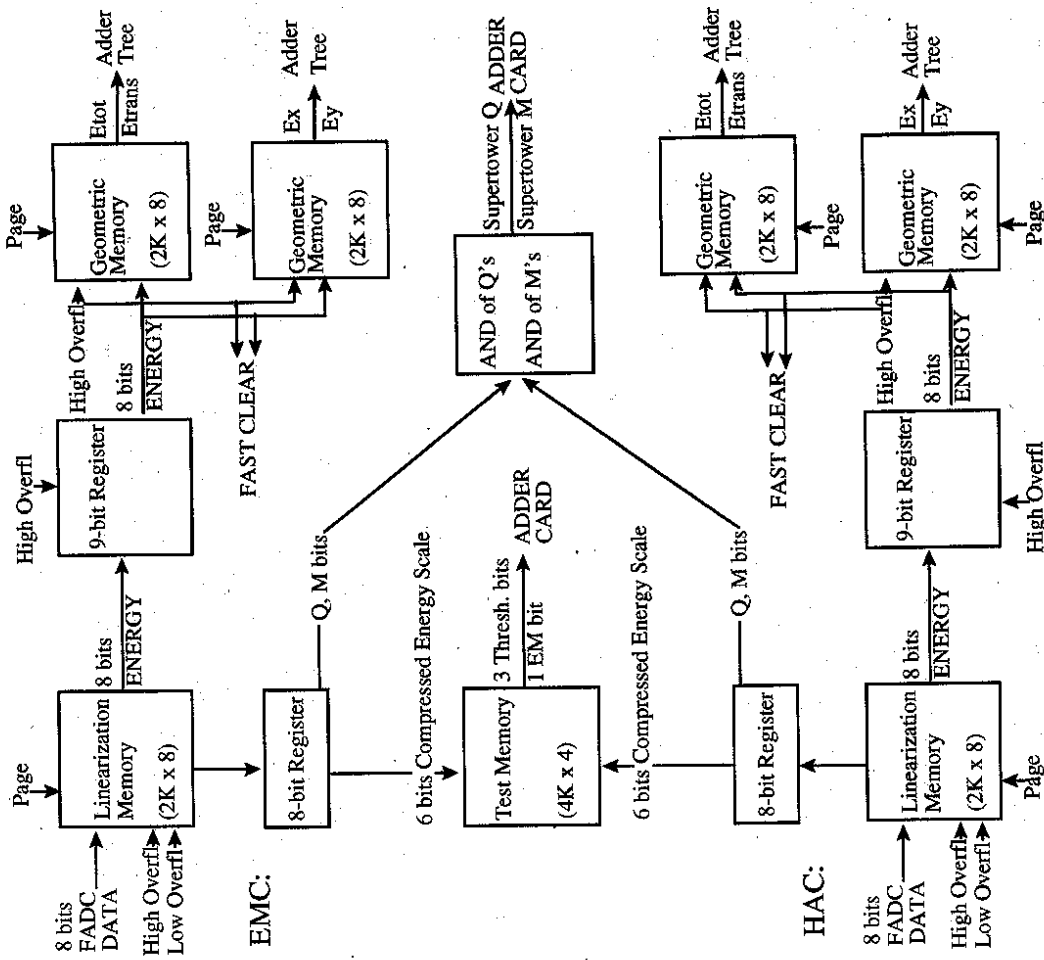 EMC:
8 bits
FADC
DATA
High Overfl
Low Overfl
Page
Linearization
Memory
(2K x 8)
8 bits
ENERGY
High Overfl
9-bit Register
High Overfl
8 bits
ENERGY
FAST CLEAR
Page
Geometric
Memory
(2K x 8)
Etot
Etrans
Adder
Tree
Page
Geometric
Memory
(2K x 8)
Ex
Ey
Adder
Tree
8-bit Register
Q, M bits
6 bits Compressed Energy Scale
Test Memory
(4K x 4)
3 Thresh. bits
1 EM bit
ADDER
CARD
AND of Q's
AND of M's
Supertower Q
Supertower M
ADDER
CARD
6 bits Compressed Energy Scale
8-bit Register
Q, M bits
HAC:
8 bits
FADC
DATA
High Overfl
Low Overfl
Linearization
Memory
(2K x 8)
Page
8 bits
ENERGY
9-bit Register
High Overfl
High Overfl
8 bits
ENERGY
FAST CLEAR
Geometric
Memory
(2K x 8)
Page
Etot
Etrans
Adder
Tree
Geometric
Memory
(2K x 8)
Page
Ex
Ey
Adder
Tree